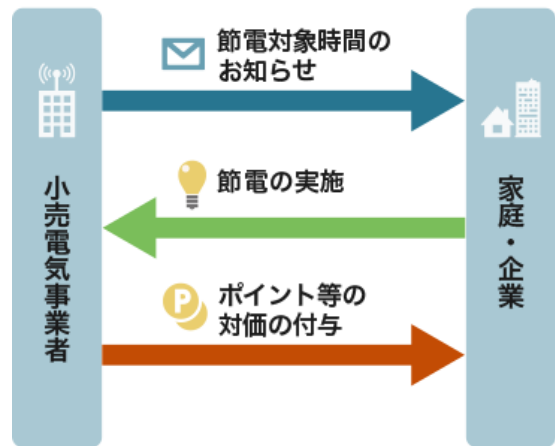 節電対象時間の
お知らせ
節電の実施
P
ポイント等の
対価の付与
小売電気事業者
家庭・企業